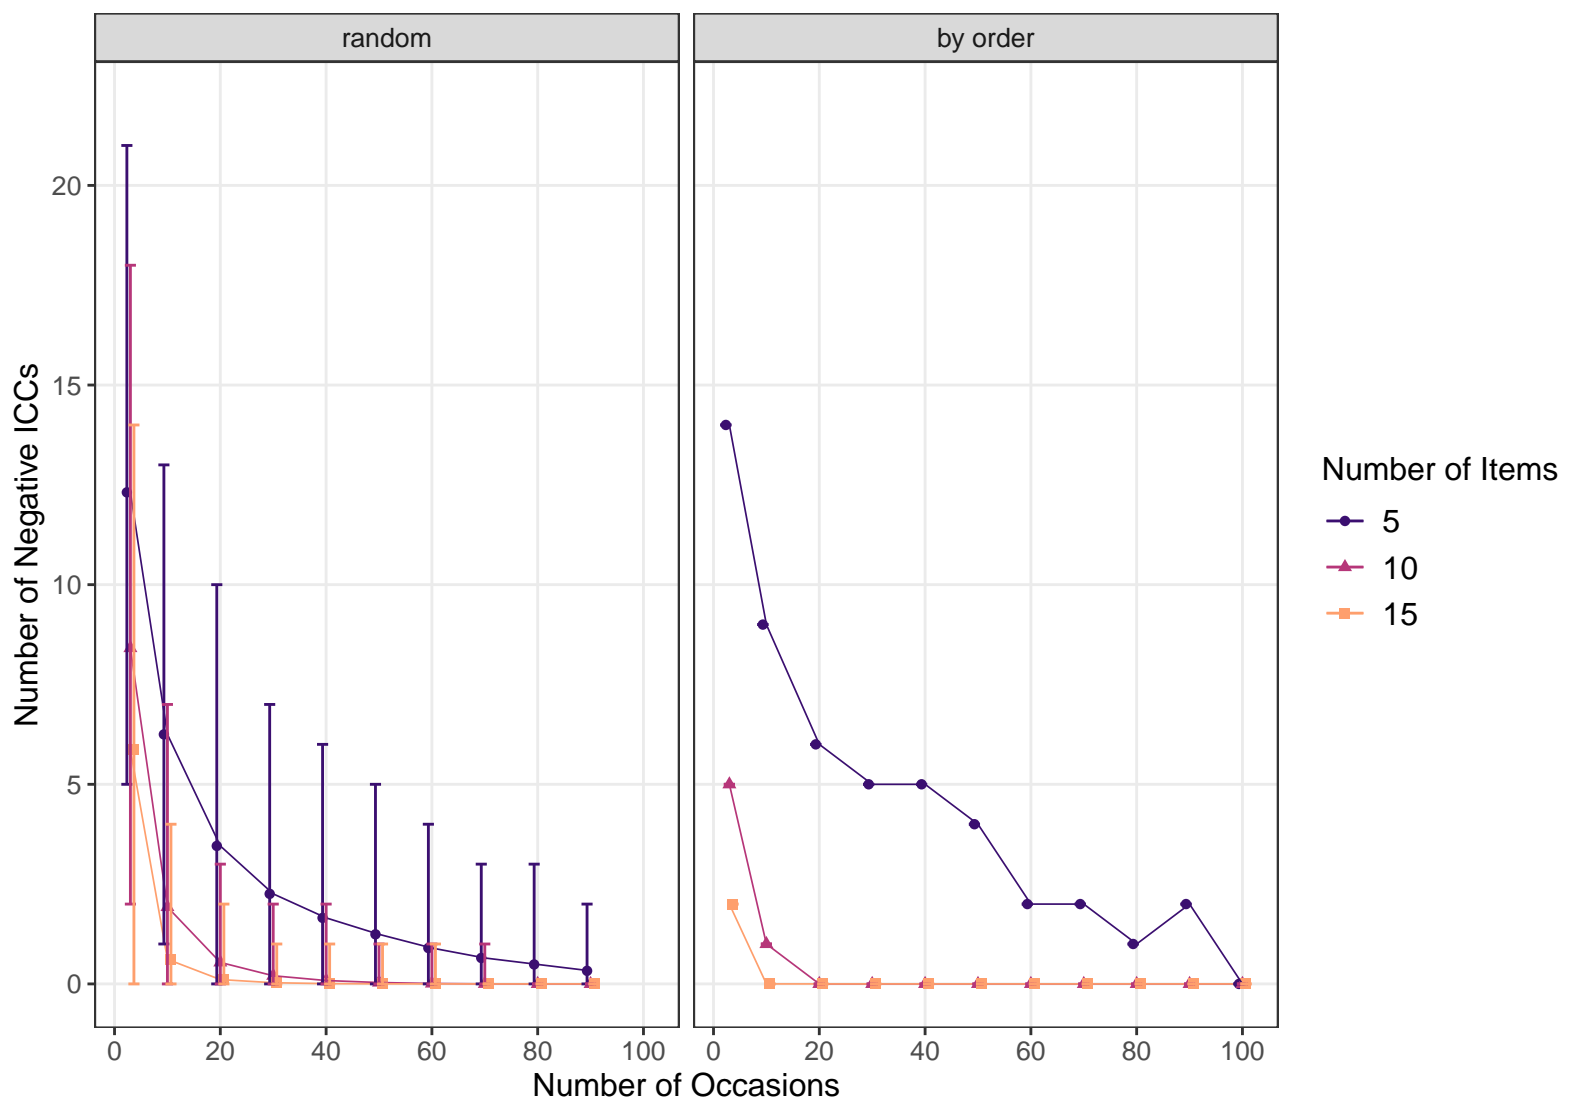 random
by order
Number of Negative ICCs
20
15
10
5
0
0 20 40 60 80 100
0 20 40 60 80 100
Number of Occasions
Number of Items
5
10
15